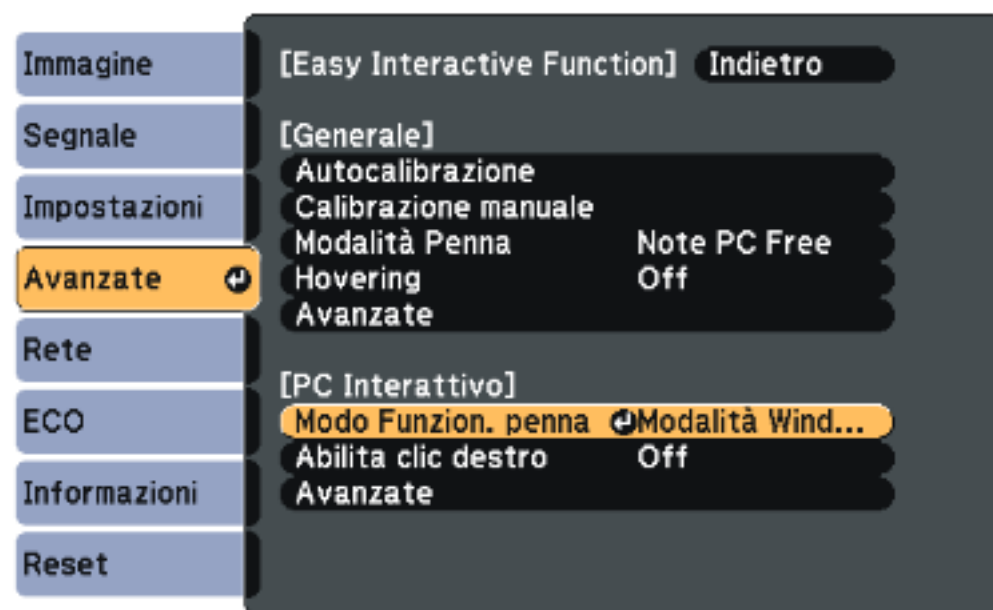 Immagine
Segnale
Impostazioni
Avanzate
Rete
ECO
Informazioni
Reset
[Easy Interactive Function] Indietro
[Generale]
Autocalibrazione
Calibrazione manuale
Modalità Penna Note PC Free
Hovering Off
Avanzate
[PC Interattivo]
Modo Funzion. penna Modalità Wind...
Abilita clic destro Off
Avanzate